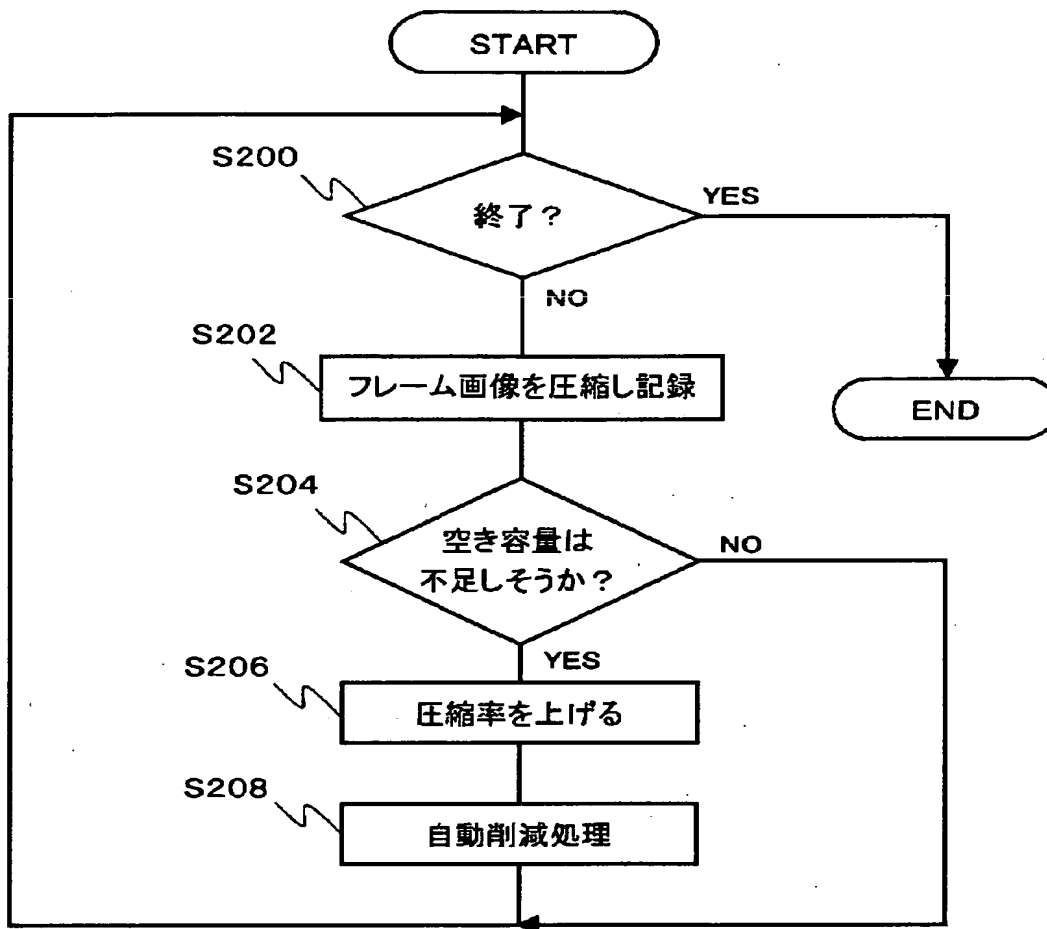 START
S200
終了？
YES
NO
S202
フレーム画像を圧縮し記録
END
S204
空き容量は
不足しそうか？
NO
YES
S206
圧縮率を上げる
S208
自動削減処理